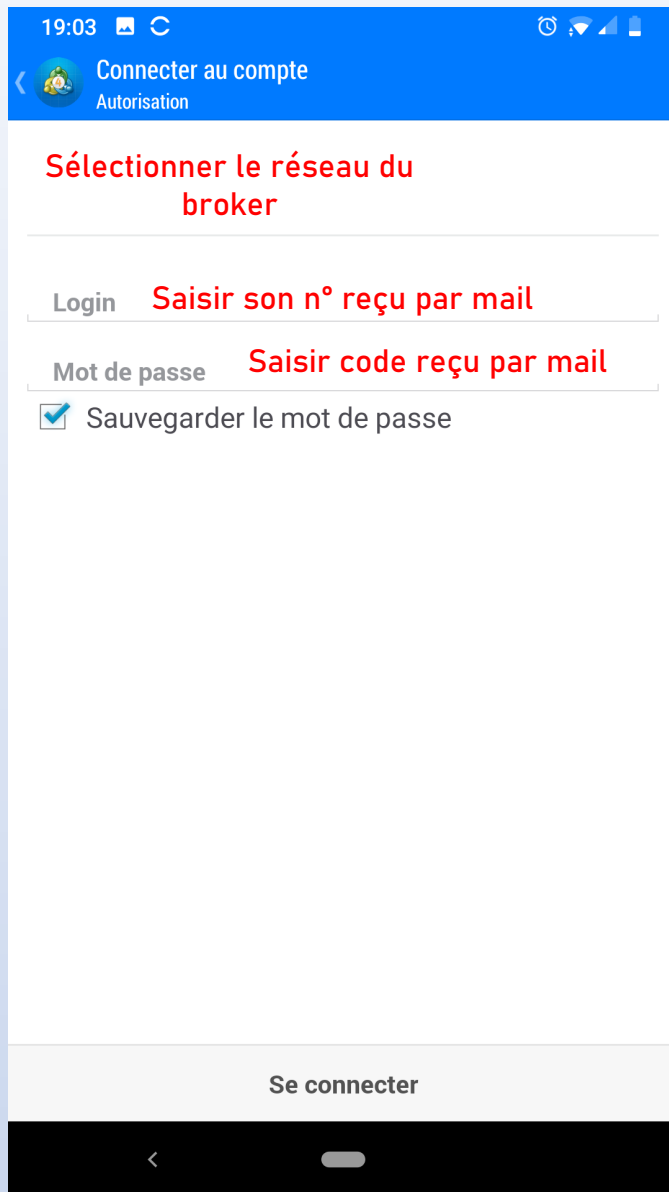 19:03
Connecter au compte
Autorisation
Sélectionner le réseau du
broker
Login Saisir son n° reçu par mail
Mot de passe Saisir code reçu par mail
Sauvegarder le mot de passe
Se connecter